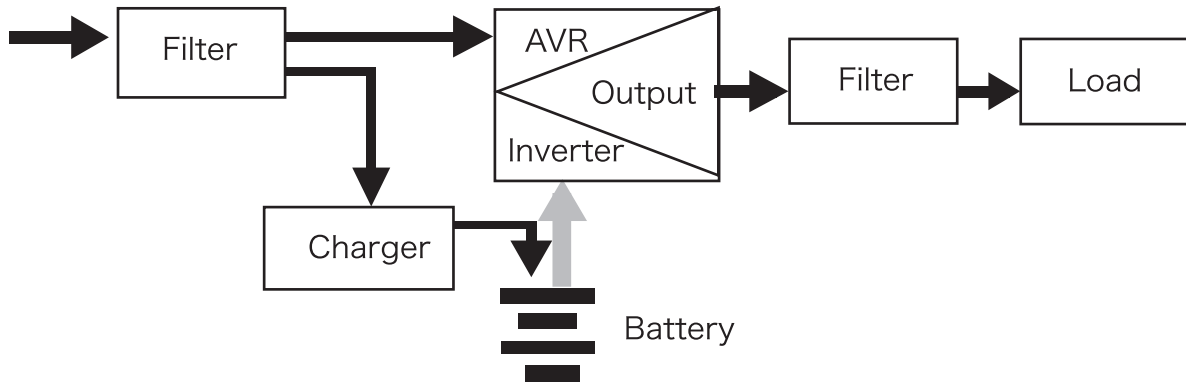 Filter
AVR
Output
Inverter
Filter
Load
Charger
Battery